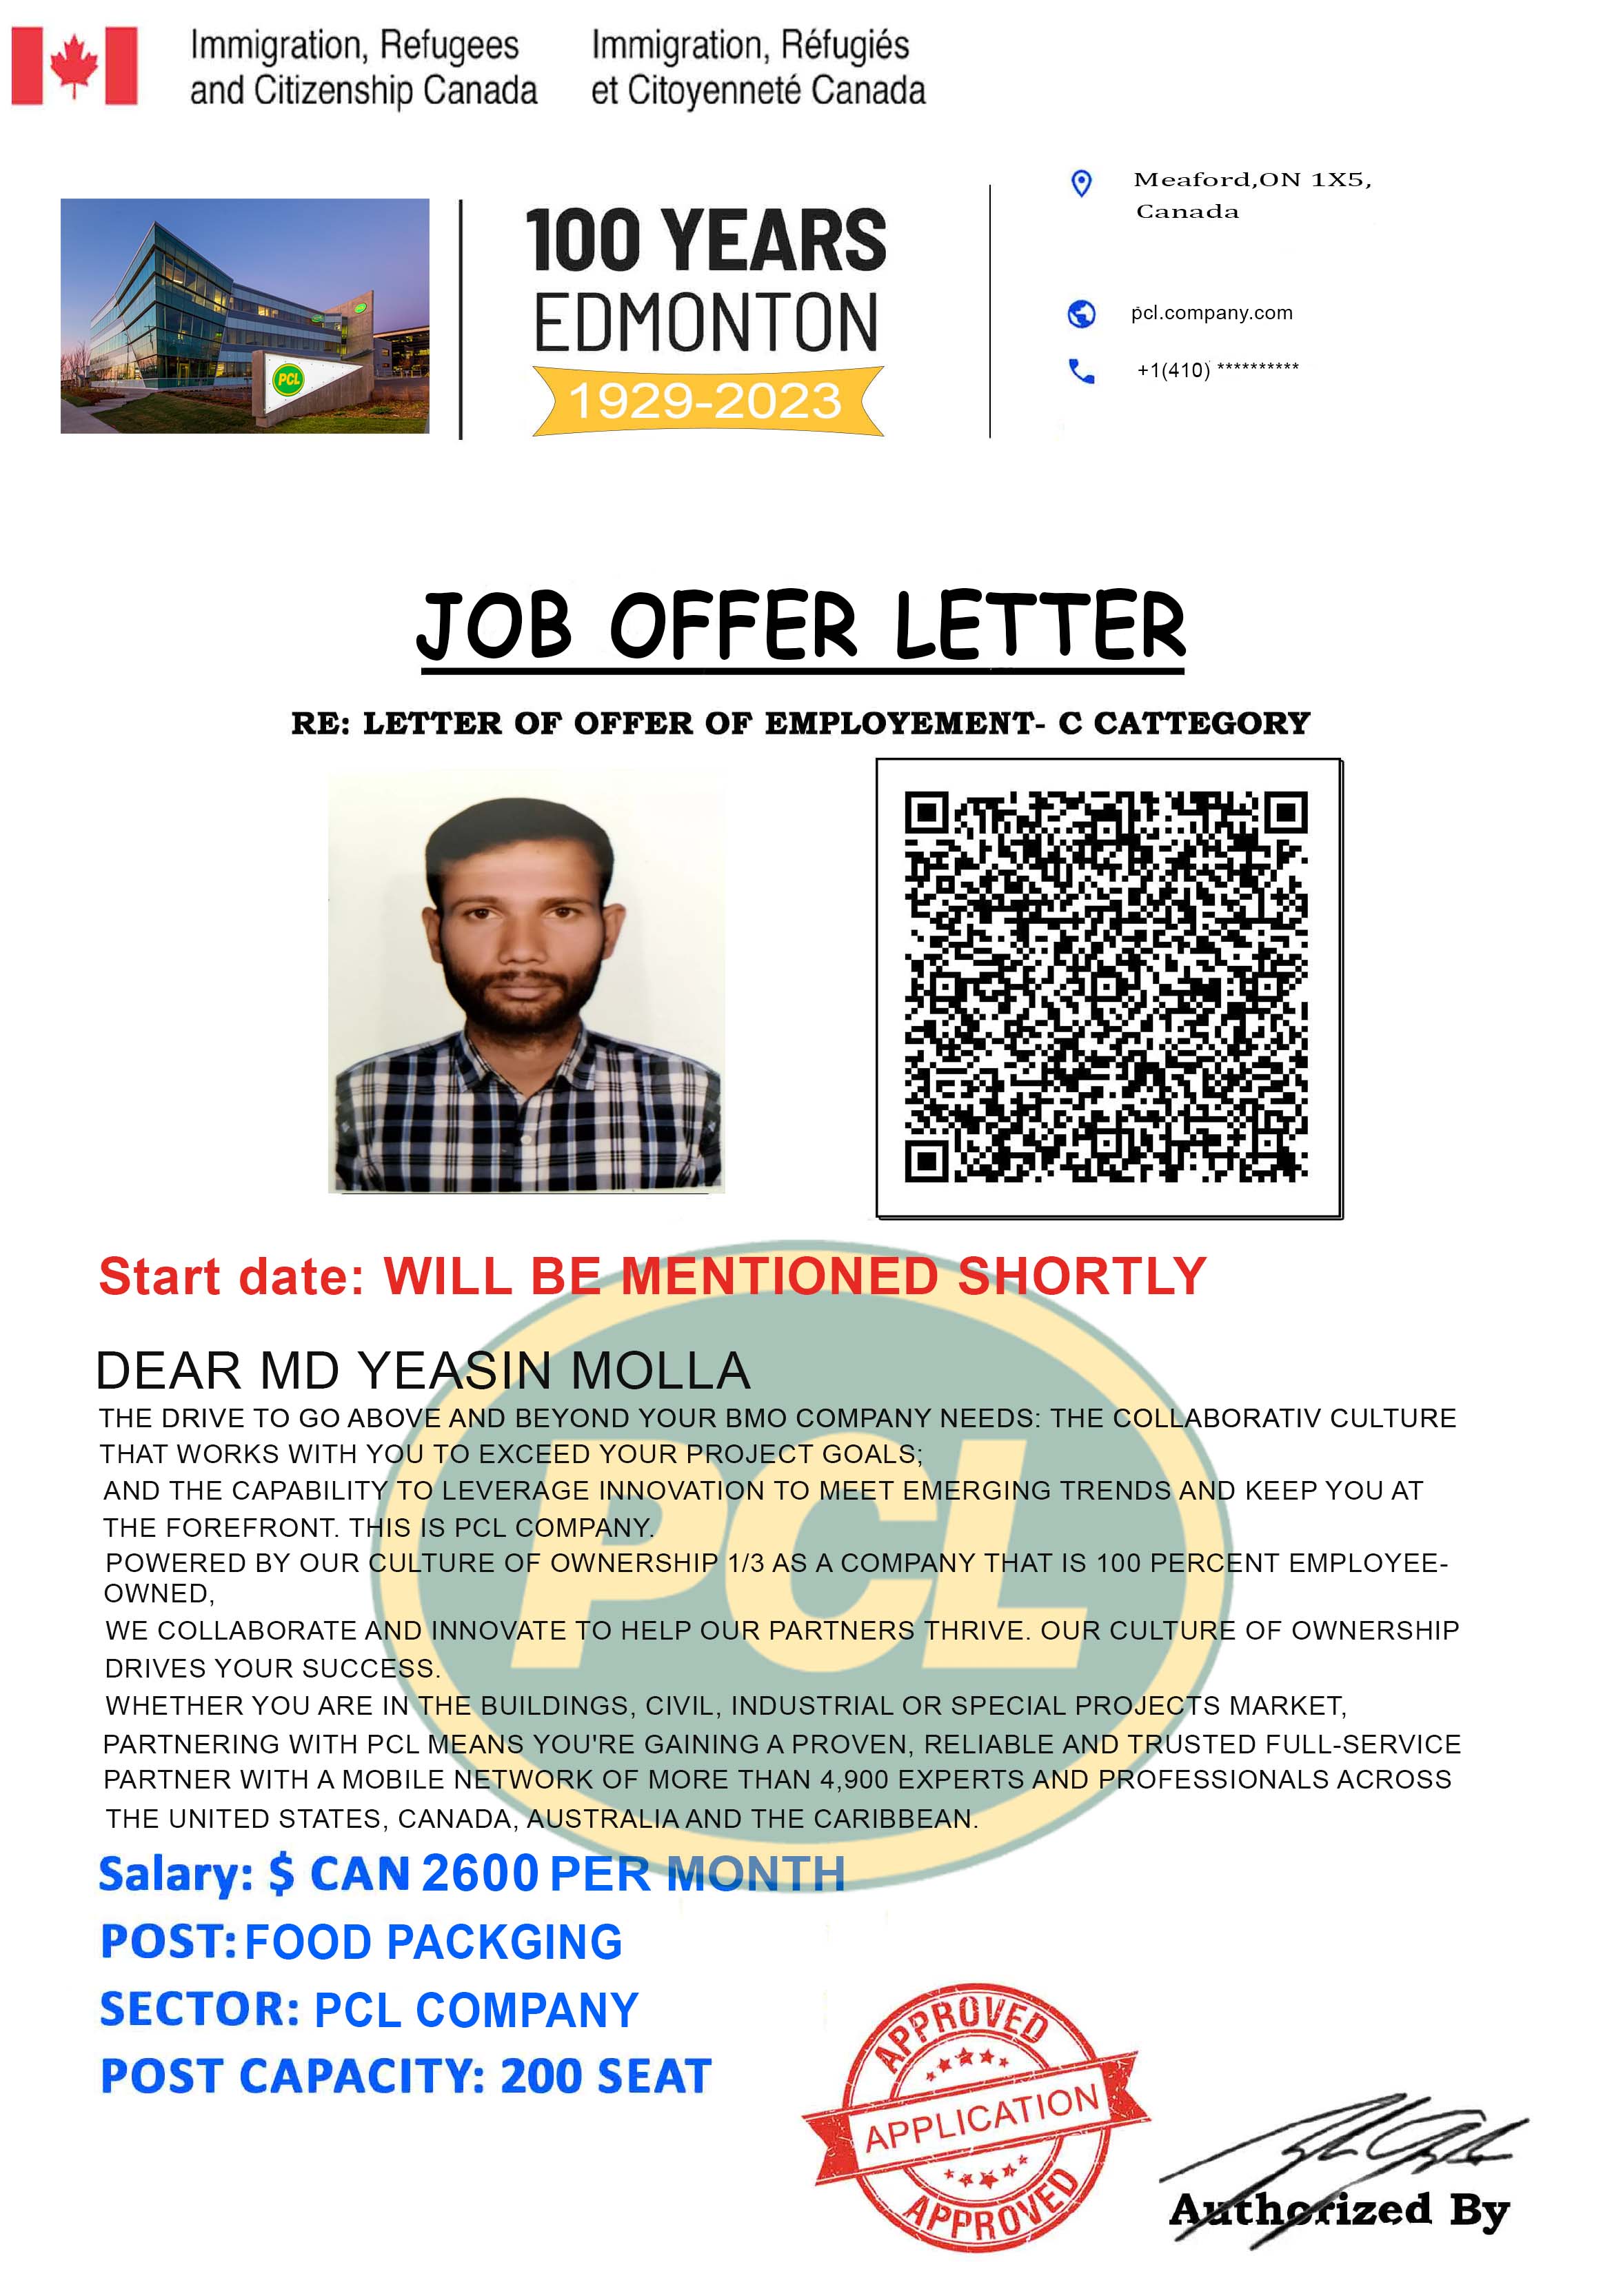 Immigration, Refugees
and Citizenship Canada
Immigration, Réfugiés
et Citoyenneté Canada
PCL
100 YEARS
EDMONTON
1929-2023
Meaford,ON 1X5,
Canada
pcl.company.com
+1(410) **********
JOB OFFER LETTER
RE: LETTER OF OFFER OF EMPLOYEMENT- C CATTEGORY
Start date: WILL BE MENTIONED SHORTLY
DEAR MD YEASIN MOLLA
THE DRIVE TO GO ABOVE AND BEYOND YOUR BMO COMPANY NEEDS: THE COLLABORATIV CULTURE
THAT WORKS WITH YOU TO EXCEED YOUR PROJECT GOALS;
AND THE CAPABILITY TO LEVERAGE INNOVATION TO MEET EMERGING TRENDS AND KEEP YOU AT
THE FOREFRONT. THIS IS PCL COMPANY.
POWERED BY OUR CULTURE OF OWNERSHIP 1/3 AS A COMPANY THAT IS 100 PERCENT EMPLOYEE-
OWNED,
WE COLLABORATE AND INNOVATE TO HELP OUR PARTNERS THRIVE. OUR CULTURE OF OWNERSHIP
DRIVES YOUR SUCCESS.
WHETHER YOU ARE IN THE BUILDINGS, CIVIL, INDUSTRIAL OR SPECIAL PROJECTS MARKET,
PARTNERING WITH PCL MEANS YOU'RE GAINING A PROVEN, RELIABLE AND TRUSTED FULL-SERVICE
PARTNER WITH A MOBILE NETWORK OF MORE THAN 4,900 EXPERTS AND PROFESSIONALS ACROSS
THE UNITED STATES, CANADA, AUSTRALIA AND THE CARIBBEAN.
PCL
Salary: $ CAN 2600 PER MONTH
POST: FOOD PACKGING
SECTOR: PCL COMPANY
POST CAPACITY: 200 SEAT
APPROVED
APPLICATION
APPROVED
Authorized By